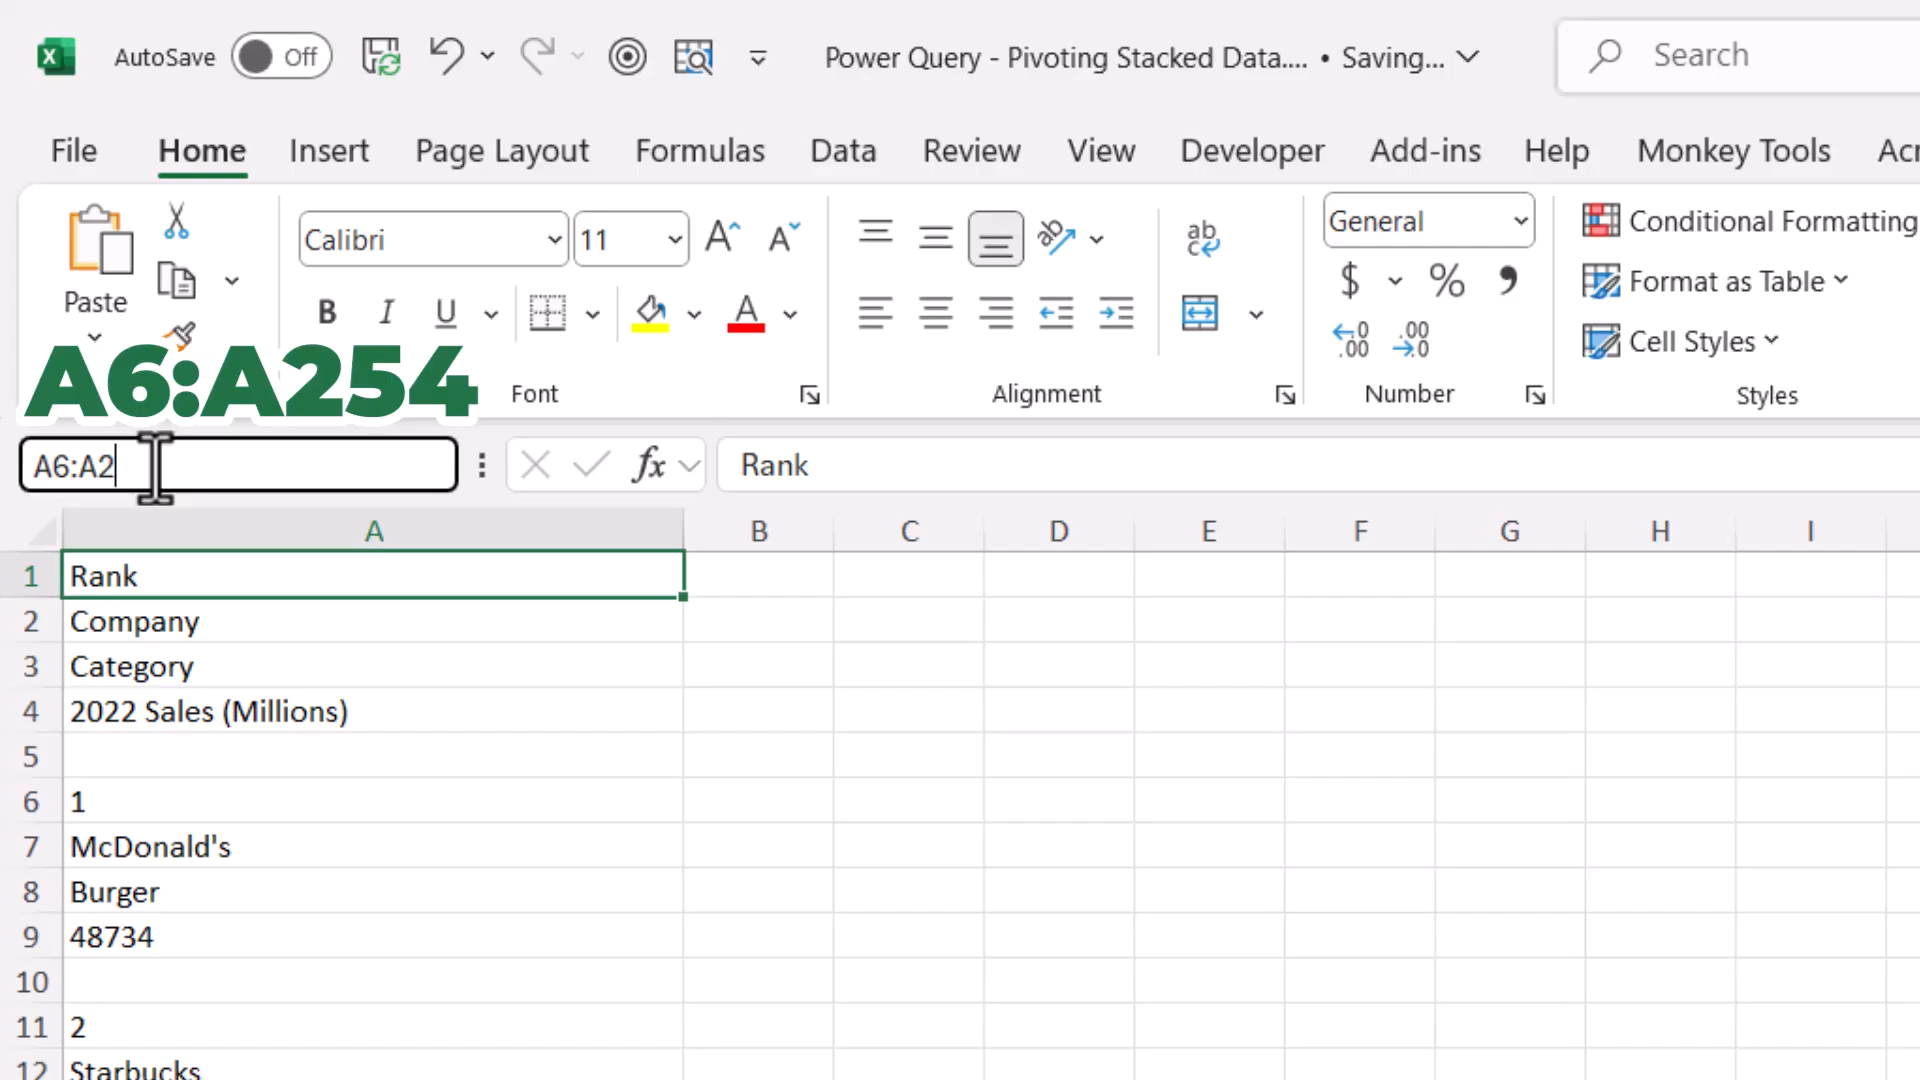 AutoSave Off Power Query - Pivoting Stacked Data.... • Saving... Search
File Home Insert Page Layout Formulas Data Review View Developer Add-ins Help Monkey Tools Acr
Paste
Calibri 11
B I U A
ab
General
$ % ,
Conditional Formatting
Format as Table
Cell Styles
Font Alignment Number Styles
A6:A254
A6:A2 fx Rank
A B C D E F G H I
1 Rank
2 Company
3 Category
4 2022 Sales (Millions)
5
6 1
7 McDonald's
8 Burger
9 48734
10
11 2
12 Starbucks